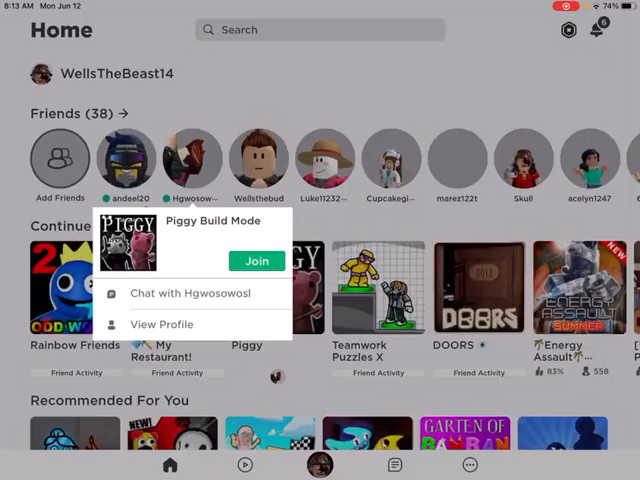 8:13 AM Mon Jun 12
74%
Home
Search
6
WellsTheBeast14
Friends (38) →
Add Friends
andeel20
Hgwosow...
Wellsthebud
Luke11232...
Cupcakegi...
marez122t
Skull
acelyn1247
Continue
PIGGY
Piggy Build Mode
Join
Chat with Hgwosowosl
View Profile
2
ODD WO
DOORS
NEW
ENERGY
ASSAULT
SUMMER
Rainbow Friends
My
Restaurant!
Piggy
Teamwork
Puzzles X
DOORS
Energy
Assault
Friend Activity
Friend Activity
Friend Activity
Friend Activity
83%
558
Recommended For You
NEW!
GARTEN OF
BANBAN